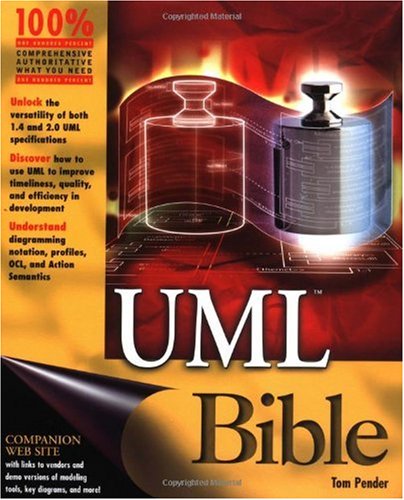 Copyrighted Material
100%
ONE HUNDRED PERCENT
COMPREHENSIVE
AUTHORITATIVE
WHAT YOU NEED
ONE HUNDRED PERCENT
Unlock the
versatility of both
1.4 and 2.0 UML
specifications
Discover how to
use UML to improve
timeliness, quality,
and efficiency in
development
Understand
diagramming
notation, profiles,
OCL, and Action
Semantics
UML™
Bible
Tom Pender
COMPANION
WEB SITE
with links to vendors and
demo versions of modeling
tools, key diagrams, and more!
Copyrighted Material